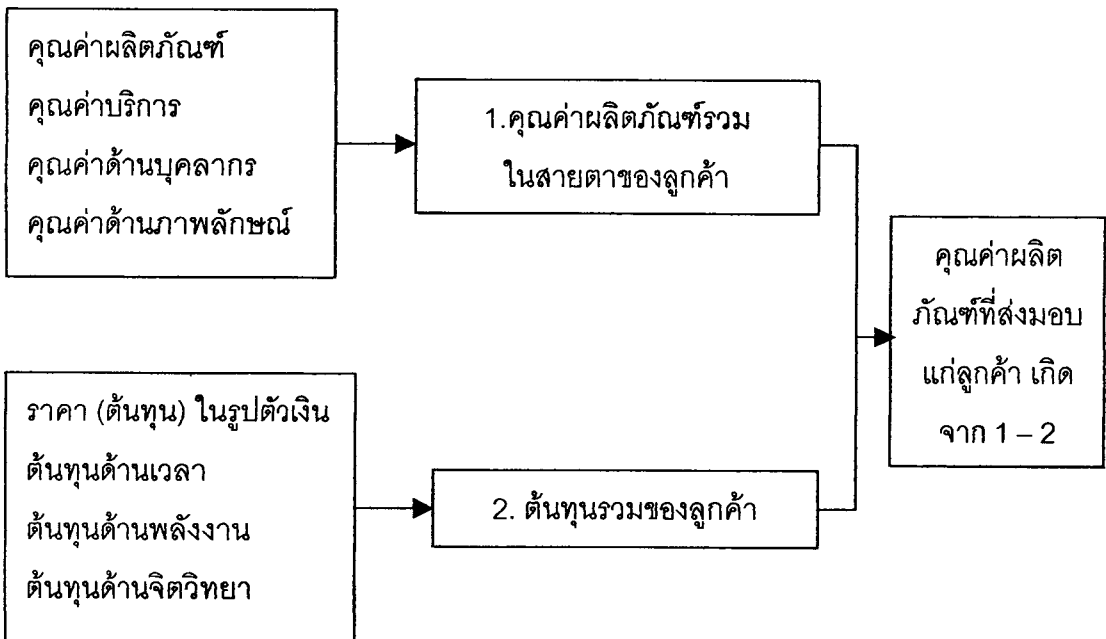 คุณค่าผลิตภัณฑ์
คุณค่าบริการ
คุณค่าด้านบุคลากร
คุณค่าด้านภาพลักษณ์
1.คุณค่าผลิตภัณฑ์รวม
ในสายตาของลูกค้า
ราคา (ต้นทุน) ในรูปตัวเงิน
ต้นทุนด้านเวลา
ต้นทุนด้านพลังงาน
ต้นทุนด้านจิตวิทยา
2. ต้นทุนรวมของลูกค้า
คุณค่าผลิต
ภัณฑ์ที่ส่งมอบ
แก่ลูกค้า เกิด
จาก 1 – 2